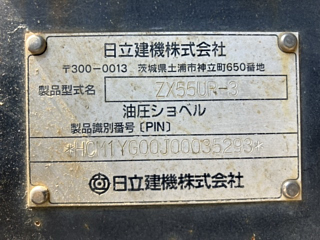 日立建機株式会社
〒300-0013 茨城県土浦市神立町650番地
製品型式名 ZX55UR-3
油圧ショベル
製品識別番号〔PIN〕
*HCM1YG00J00035293*
日立建機株式会社